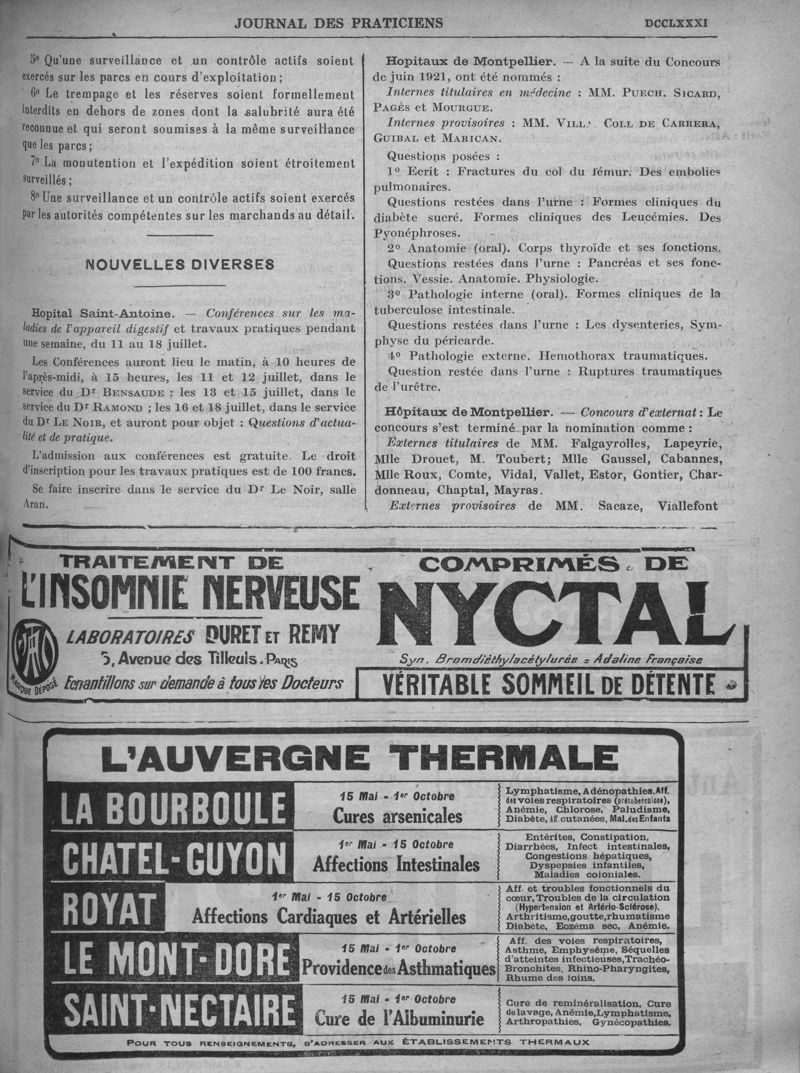 JOURNAL DES PRATICIENS
DCCLXXXI
5º Qu'une surveillance et un contrôle actifs soient
exercés sur les parcs en cours d'exploitation ;
6º Le trempage et les réserves soient formellement
interdits en dehors de zones dont la salubrité aura été
reconnue et qui seront soumises à la même surveillance
que les parcs ;
7º La manutention et l'expédition soient étroitement
surveillés ;
8º Une surveillance et un contrôle actifs soient exercés
par les autorités compétentes sur les marchands au détail.
NOUVELLES DIVERSES
Hopital Saint-Antoine. — Conférences sur les ma-
ladies de l'appareil digestif et travaux pratiques pendant
une semaine, du 11 au 18 juillet.
Les Conférences auront lieu le matin, à 10 heures de
l'après-midi, à 15 heures, les 11 et 12 juillet, dans le
service du Dr BENSAUDE ; les 13 et 15 juillet, dans le
service du Dr RAMOND ; les 16 et 18 juillet, dans le service
du Dr LE NOIR, et auront pour objet : Questions d'actua-
lité et de pratique.
L'admission aux conférences est gratuite. Le droit
d'inscription pour les travaux pratiques est de 100 francs.
Se faire inscrire dans le service du Dr Le Noir, salle
Aran.
Hopitaux de Montpellier. — A la suite du Concours
de juin 1921, ont été nommés :
Internes titulaires en médecine : MM. PUECH, SICARD,
PAGÈS et MOURGUE.
Internes provisoires : MM. VILL COLL DE CARRERA,
GUIBAL et MARICAN.
Questions posées :
1º Ecrit : Fractures du col du fémur. Des embolies
pulmonaires.
Questions restées dans l'urne : Formes cliniques du
diabète sucré. Formes cliniques des Leucémies. Des
Pyonéphroses.
2º Anatomie (oral). Corps thyroïde et ses fonctions.
Questions restées dans l'urne : Pancréas et ses fonc-
tions. Vessie. Anatomie. Physiologie.
3º Pathologie interne (oral). Formes cliniques de la
tuberculose intestinale.
Questions restées dans l'urne : Les dysenteries, Sym-
physe du péricarde.
4º Pathologie externe. Hemothorax traumatiques.
Question restée dans l'urne : Ruptures traumatiques
de l'urêtre.
Hôpitaux de Montpellier. — Concours d'externat : Le
concours s'est terminé par la nomination comme :
Externes titulaires de MM. Falgayrolles, Lapeyrie,
Mlle Drouet, M. Toubert ; Mlle Gaussel, Cabannes,
Mlle Roux, Comte, Vidal, Vallet, Estor, Gontier, Char-
donneau, Chaptal, Mayras.
Externes provisoires de MM. Sacaze, Viallefont
TRAITEMENT DE
L'INSOMNIE NERVEUSE
LABORATOIRES DURET ET REMY
5, Avenue des Tilleuls. PARIS
MARQUE DÉPOSÉ
Echantillons sur demande à tous les Docteurs
COMPRIMÉS DE
NYCTAL
Syn. Bromdiéthylacétylurée = Adaline Française
VÉRITABLE SOMMEIL DE DÉTENTE
L'AUVERGNE THERMALE
LA BOURBOULE
15 Mai - 1er Octobre
Cures arsenicales
Lymphatisme, Adénopathies. Aff.
des voies respiratoires (prétuberculose),
Anémie, Chlorose, Paludisme,
Diabète, Aff cutanées, Mal. des Enfants
CHATEL-GUYON
1er Mai - 15 Octobre
Affections Intestinales
Entérites, Constipation,
Diarrhées, Infect intestinales,
Congestions hépatiques,
Dyspepsies infantiles,
Maladies coloniales.
ROYAT
1er Mai - 15 Octobre
Affections Cardiaques et Artérielles
Aff. et troubles fonctionnels du
cœur, Troubles de la circulation
(Hypertension et Artério-Sclérose),
Arthritisme, goutte, rhumatisme
Diabète, Eczéma sec, Anémie.
LE MONT-DORE
15 Mai - 1er Octobre
Providence des Asthmatiques
Aff. des voies respiratoires,
Asthme, Emphysème, Séquelles
d'atteintes infectieuses, Trachéo-
Bronchites, Rhino-Pharyngites,
Rhume des foins.
SAINT-NECTAIRE
15 Mai - 1er Octobre
Cure de l'Albuminurie
Cure de reminéralisation, Cure
de lavage, Anémie, Lymphatisme,
Arthropathies, Gynécopathies.
POUR TOUS RENSEIGNEMENTS, S'ADRESSER AUX ÉTABLISSEMENTS THERMAUX